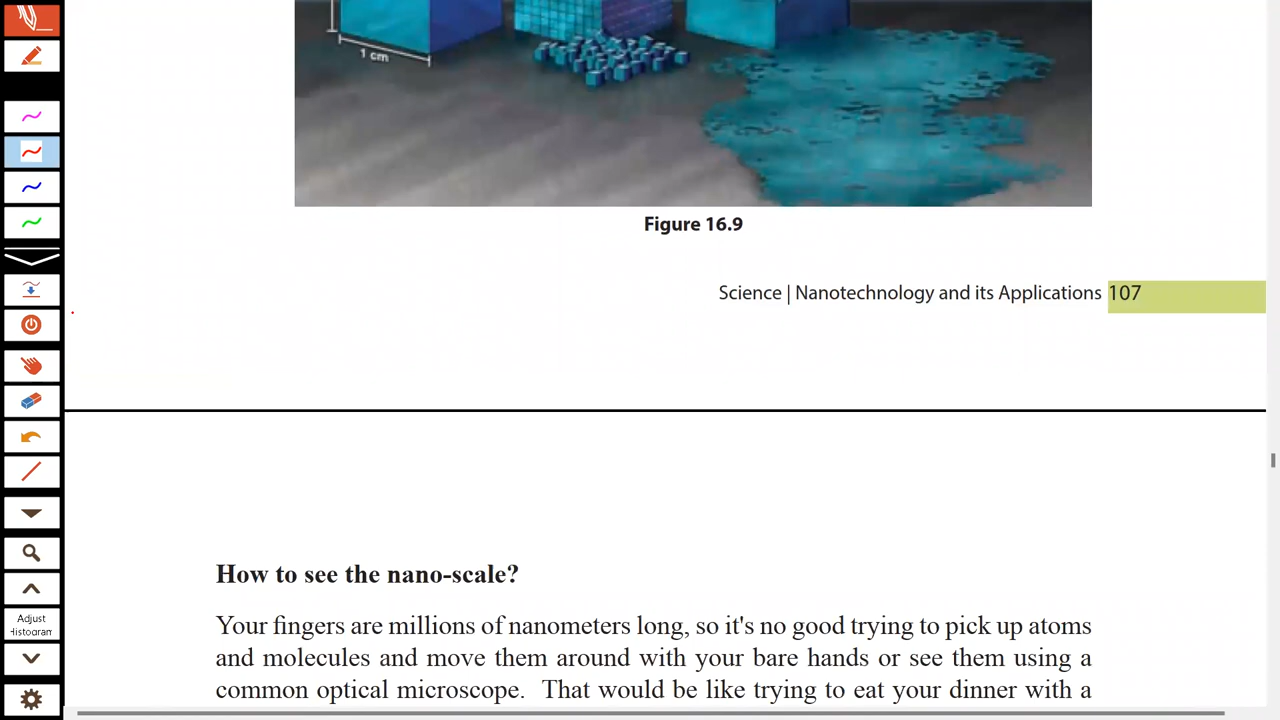 1 cm
Figure 16.9
Science | Nanotechnology and its Applications 107
How to see the nano-scale?
Your fingers are millions of nanometers long, so it's no good trying to pick up atoms
and molecules and move them around with your bare hands or see them using a
common optical microscope. That would be like trying to eat your dinner with a
Adjust
Histogram